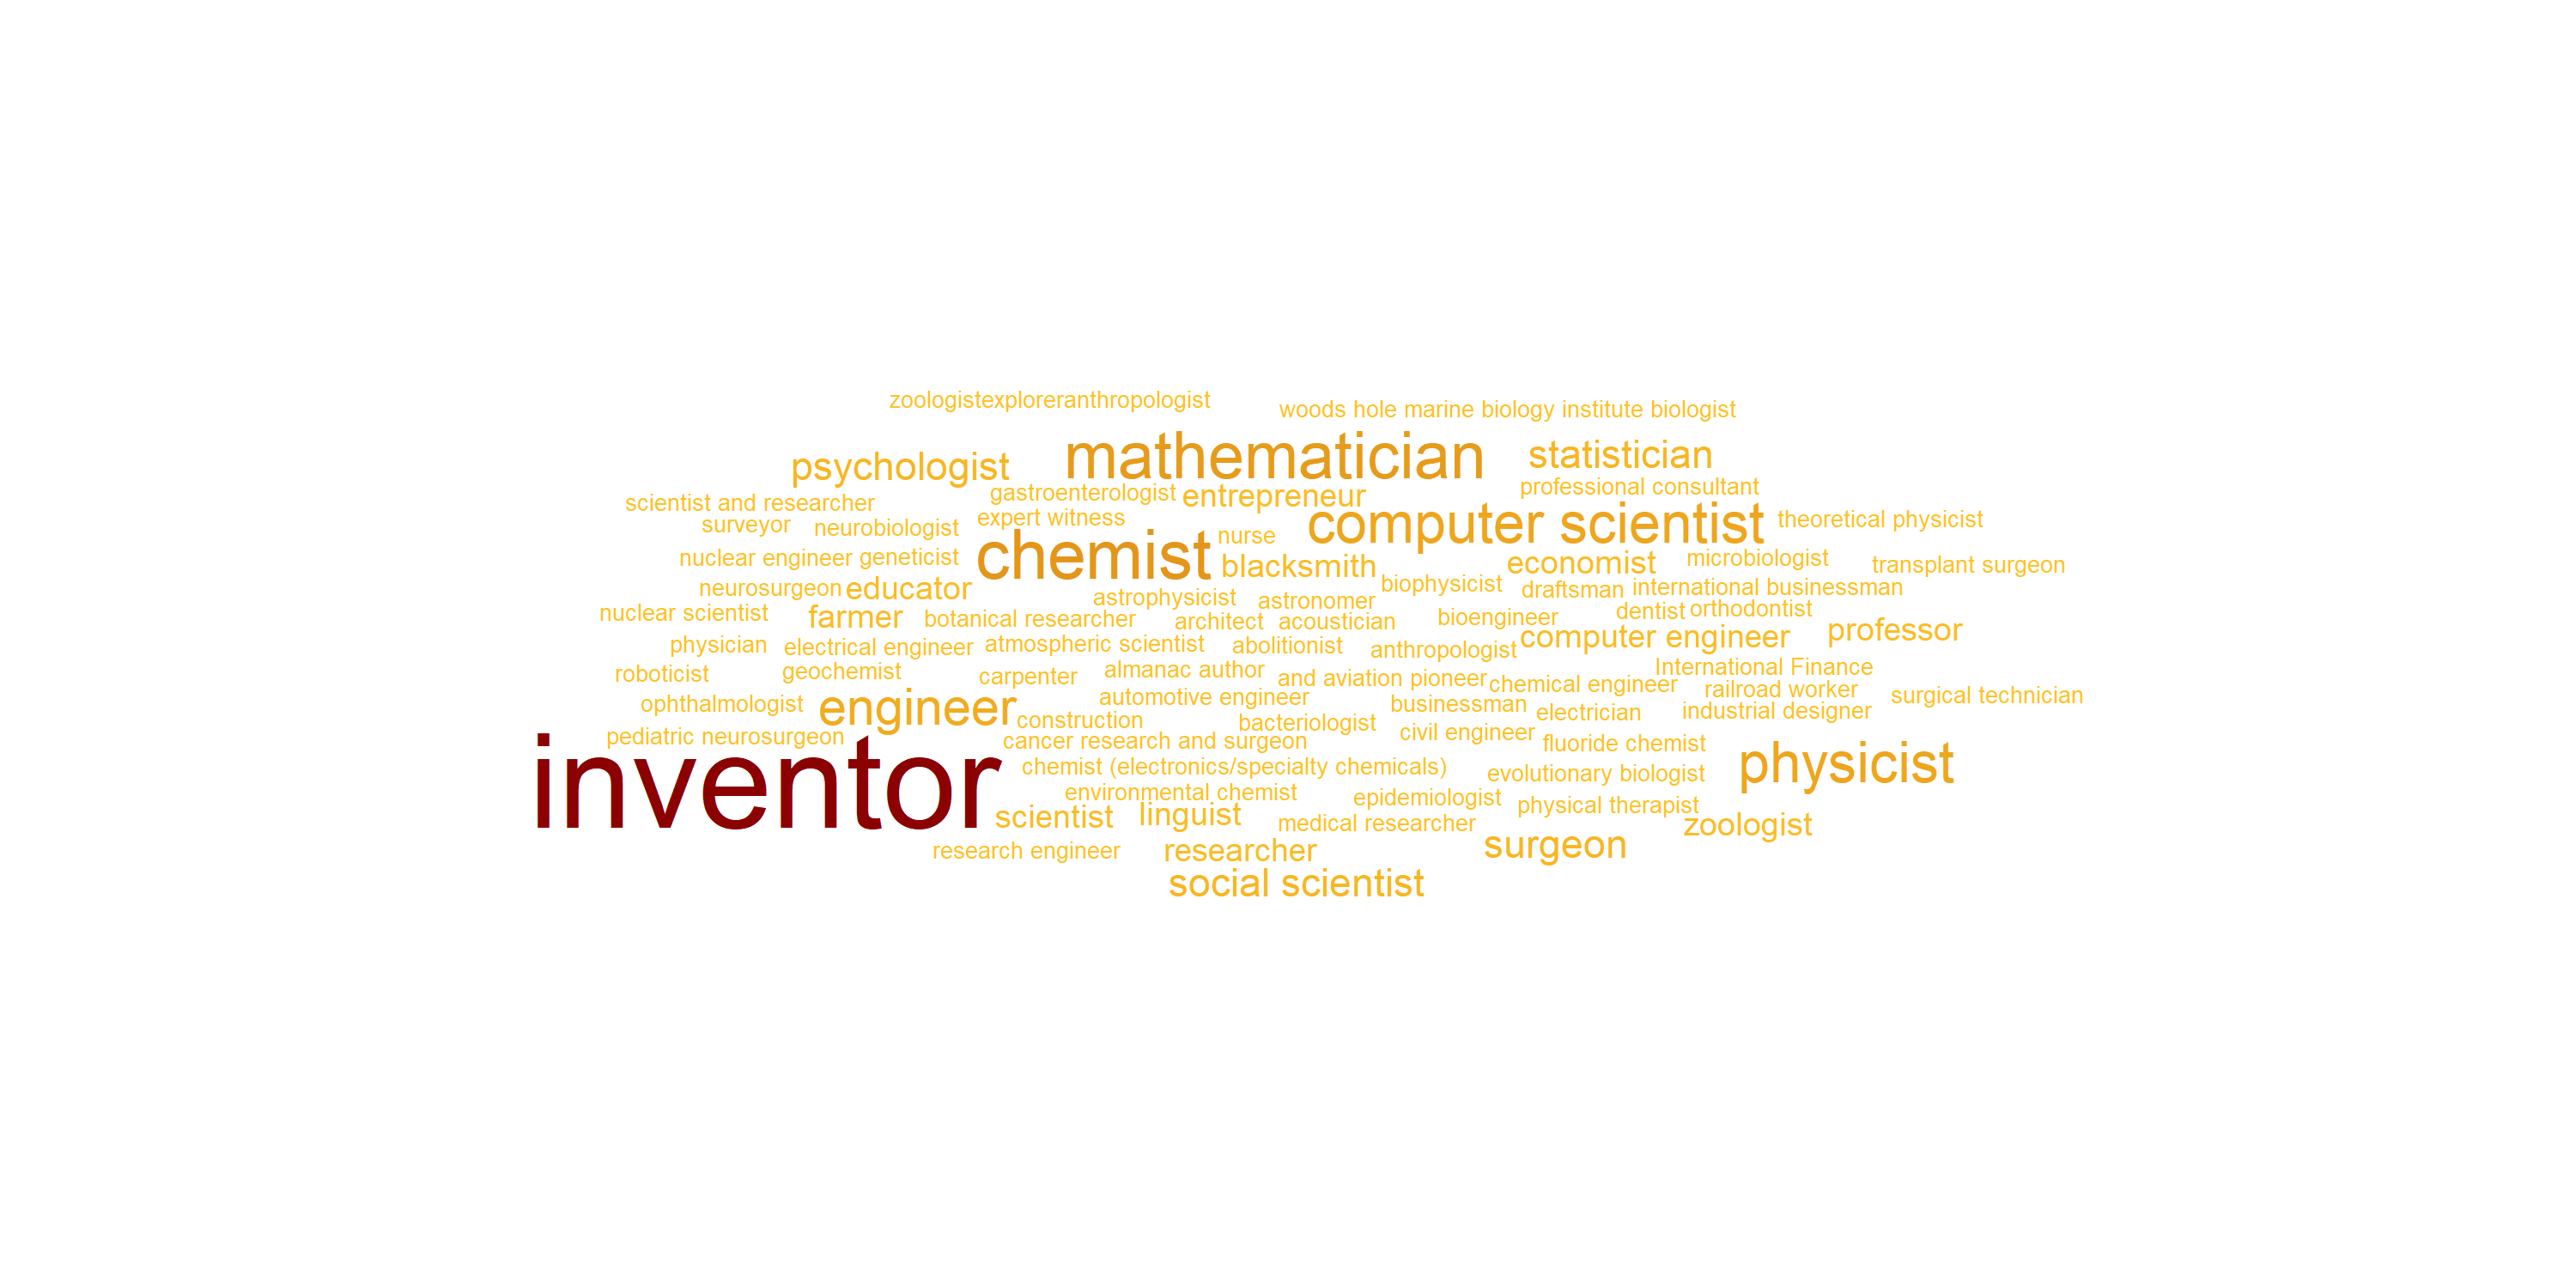 zoologistexploreranthropologist
woods hole marine biology institute biologist
mathematician
statistician
psychologist
professional consultant
gastroenterologist
entrepreneur
scientist and researcher
expert witness
computer scientist
theoretical physicist
surveyor
neurobiologist
nurse
chemist
nuclear engineer
geneticist
blacksmith
economist
microbiologist
transplant surgeon
neurosurgeon
educator
biophysicist
draftsman
international businessman
astrophysicist
astronomer
nuclear scientist
farmer
botanical researcher
architect
acoustician
bioengineer
dentist
orthodontist
computer engineer
professor
physician
electrical engineer
atmospheric scientist
abolitionist
anthropologist
International Finance
roboticist
geochemist
carpenter
almanac author
and aviation pioneer
chemical engineer
railroad worker
surgical technician
ophthalmologist
engineer
automotive engineer
businessman
electrician
industrial designer
construction
bacteriologist
civil engineer
pediatric neurosurgeon
cancer research and surgeon
fluoride chemist
physicist
inventor
chemist (electronics/specialty chemicals)
evolutionary biologist
environmental chemist
epidemiologist
physical therapist
scientist
linguist
medical researcher
zoologist
research engineer
researcher
surgeon
social scientist